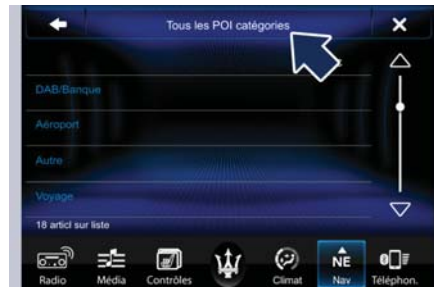 Tous les POI catégories
DAB/Banque
Aéroport
Autre
Voyage
18 articl sur liste
Radio Média Contrôles Climat NE Nav Téléphon.